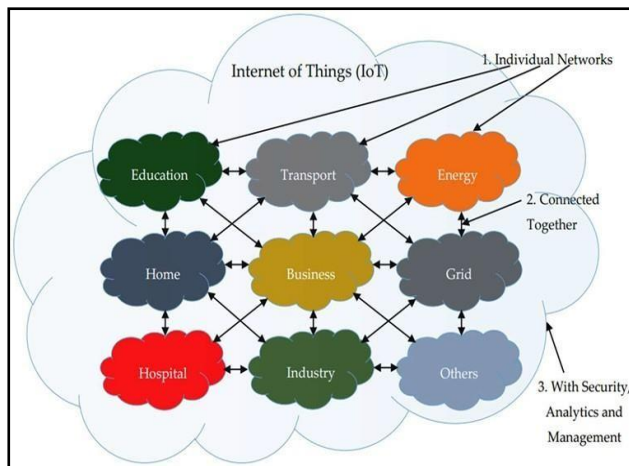 1. Individual Networks
Internet of Things (IoT)
Education
Transport
Energy
2. Connected
Together
Home
Business
Grid
Hospital
Industry
Others
3. With Security,
Analytics and
Management